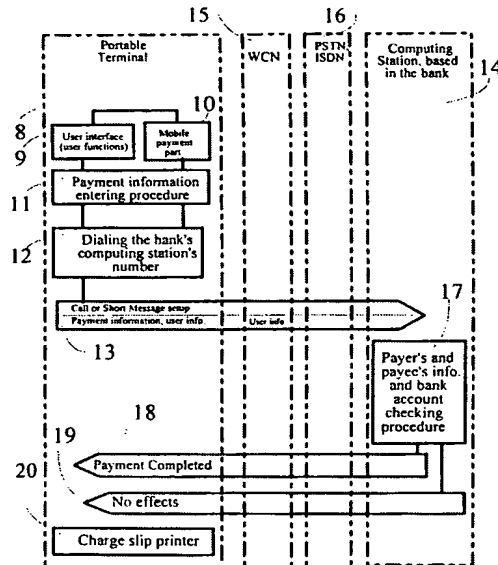 15
16
Portable
Terminal
WCN
PSTN
ISDN
Computing
Station, based
in the bank
14
8
10
9
User interface
(user functions)
Mobile
payment
part
11
Payment information
entering procedure
12
Dialing the bank's
computing station's
number
Call or Short Message setup
Payment information, user info.
User info
13
17
Payer's and
payee's info.
and bank
account
checking
procedure
18
19
Payment Completed
20
No effects
Charge slip printer